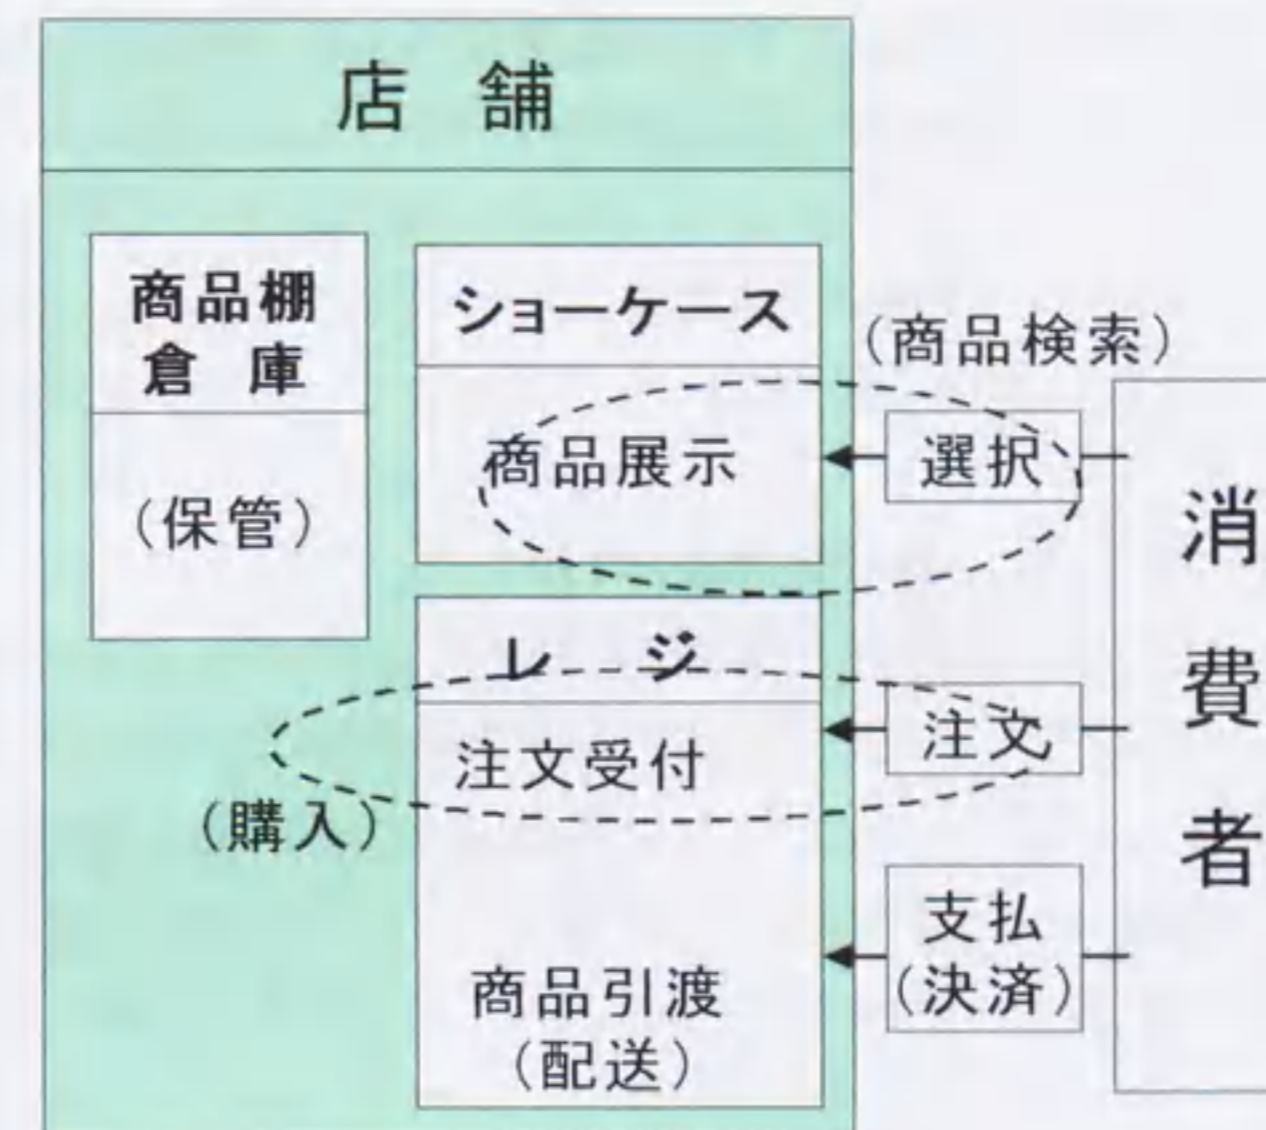 店 舗
商品棚
倉 庫
(保管)
ショーケース
商品展示
(商品検索)
選択
レ ジ
注文受付
(購入)
注文
商品引渡
(配送)
支払
(決済)
消
費
者